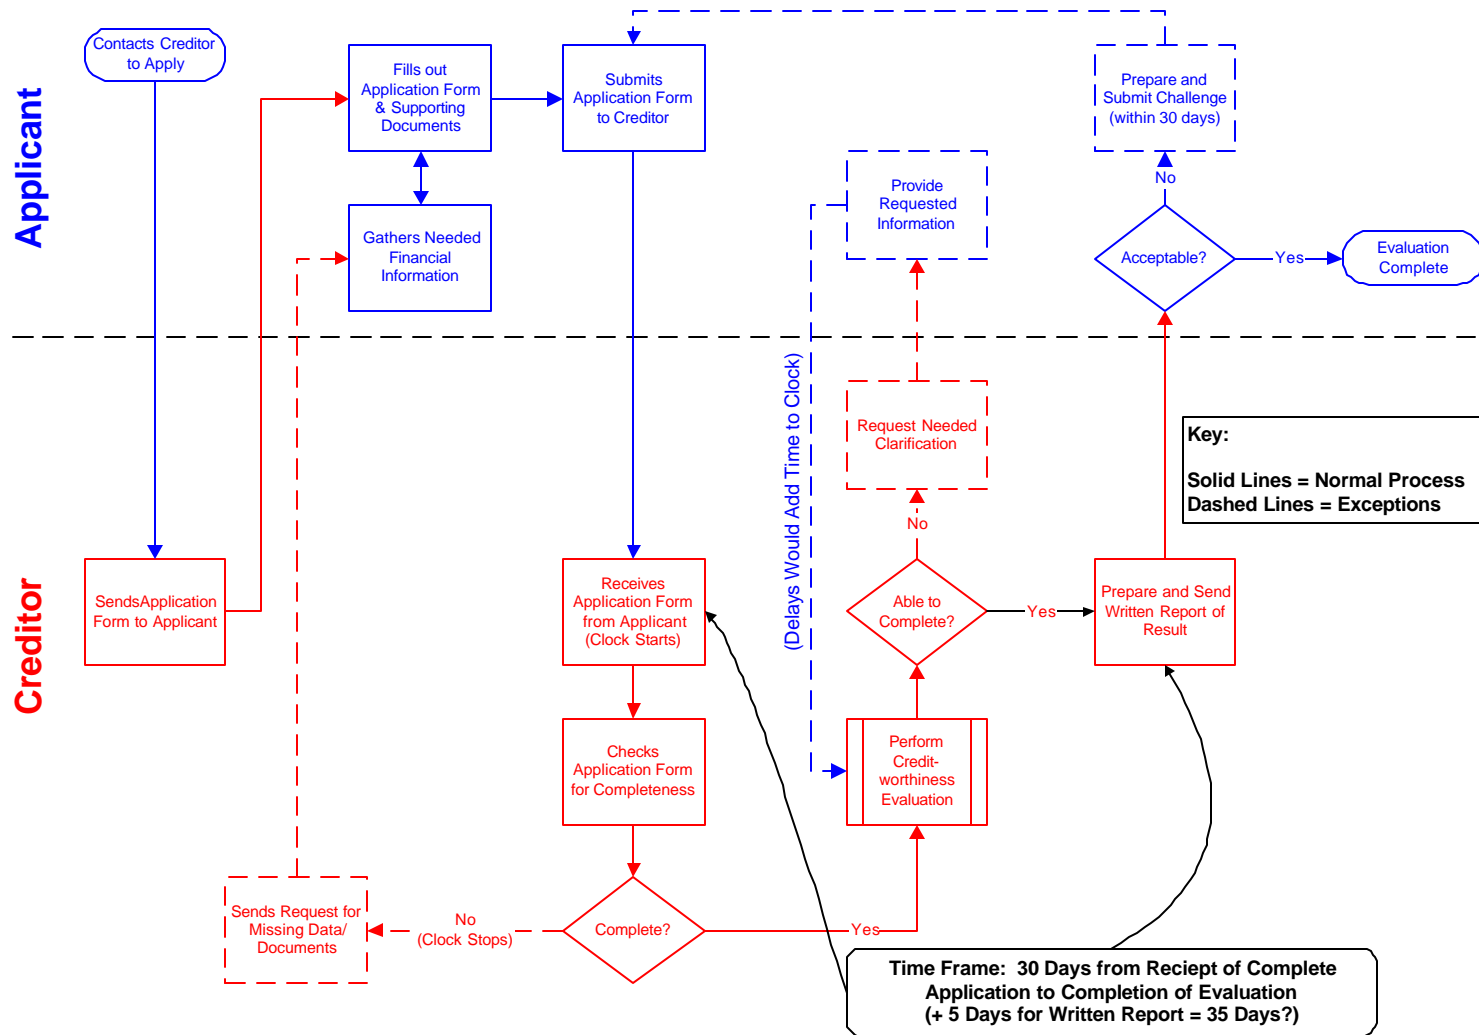 Applicant
Contacts Creditor
to Apply
Fills out
Application Form
& Supporting
Documents
Submits
Application Form
to Creditor
Prepare and
Submit Challenge
(within 30 days)
No
Provide
Requested
Information
Gathers Needed
Financial
Information
Acceptable?
Yes
Evaluation
Complete
Creditor
(Delays Would Add Time to Clock)
Request Needed
Clarification
No
Key:
Solid Lines = Normal Process
Dashed Lines = Exceptions
SendsApplication
Form to Applicant
Receives
Application Form
from Applicant
(Clock Starts)
Able to
Complete?
Yes
Prepare and Send
Written Report of
Result
Checks
Application Form
for Completeness
Perform
Credit-
worthiness
Evaluation
Sends Request for
Missing Data/
Documents
No
(Clock Stops)
Complete?
Yes
Time Frame:  30 Days from Reciept of Complete
Application to Completion of Evaluation
(+ 5 Days for Written Report = 35 Days?)